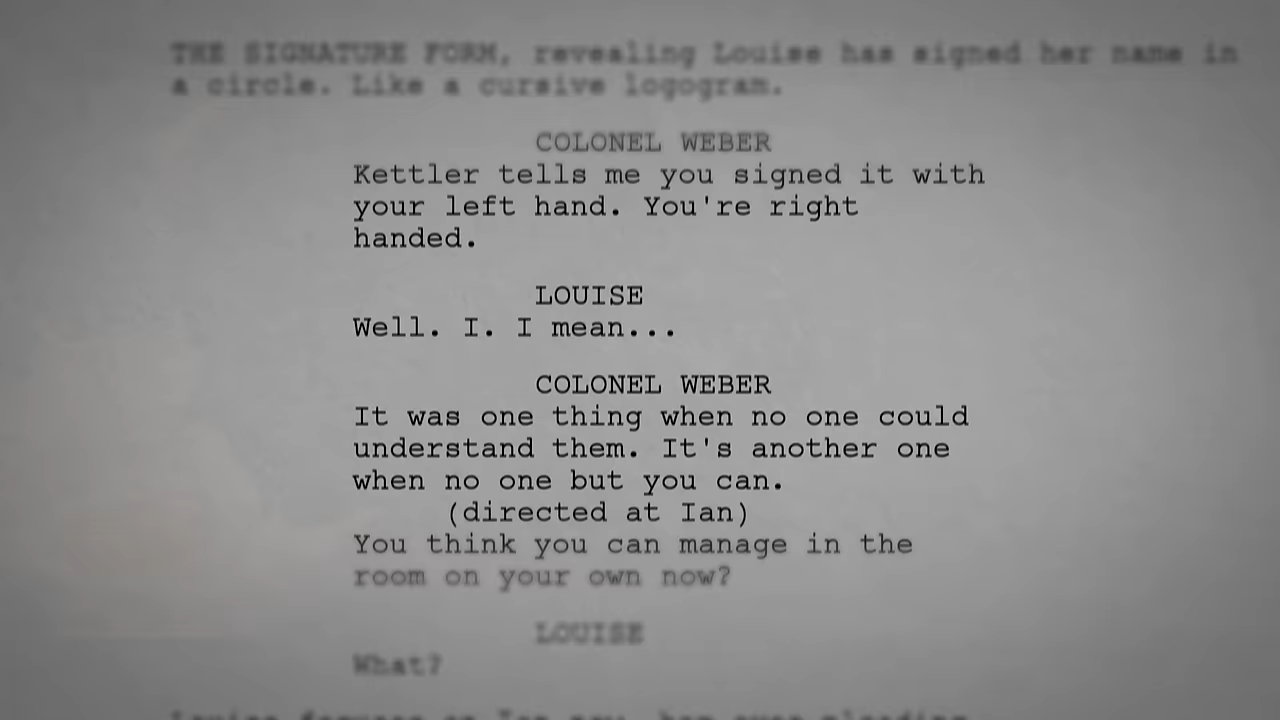 THE SIGNATURE FORM, revealing Louise has signed her name in
a circle. Like a cursive logogram.
COLONEL WEBER
Kettler tells me you signed it with
your left hand. You're right
handed.
LOUISE
Well. I. I mean...
COLONEL WEBER
It was one thing when no one could
understand them. It's another one
when no one but you can.
(directed at Ian)
You think you can manage in the
room on your own now?
LOUISE
What?